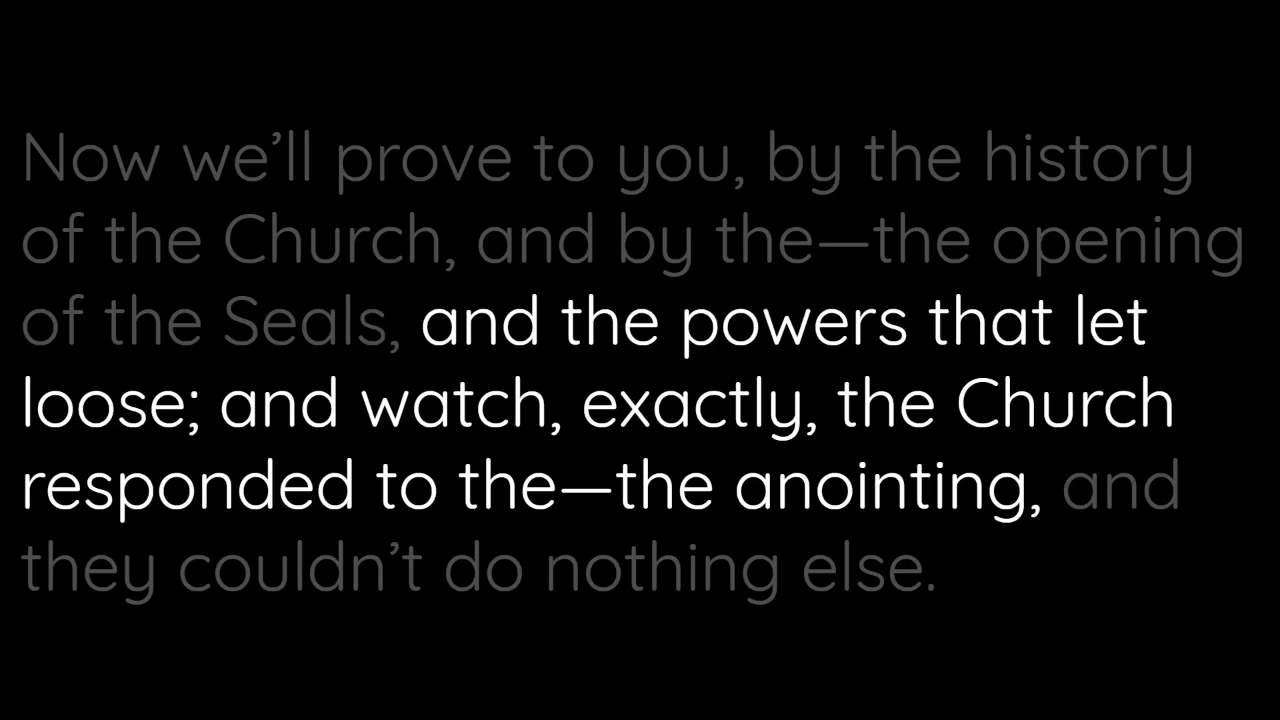 Now we’ll prove to you, by the history
of the Church, and by the—the opening
of the Seals, and the powers that let
loose; and watch, exactly, the Church
responded to the—the anointing, and
they couldn’t do nothing else.